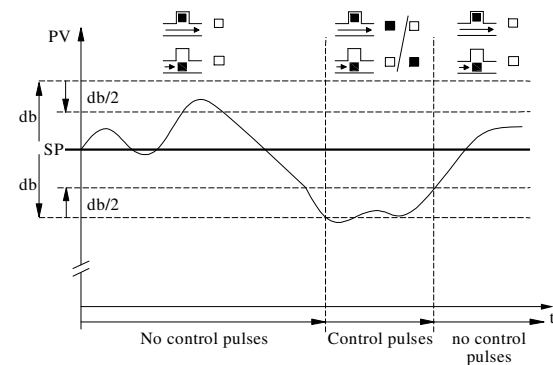 PV
db/2
db
SP
db
db/2
t
No control pulses
Control pulses
no control
pulses